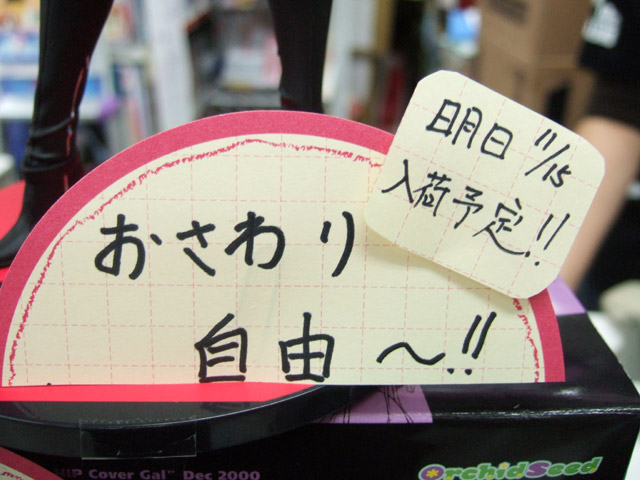 明日 11/15
入荷予定!!
おさわり
自由 〜!!
HIP Cover Gal" Dec 2000
OrchidSeed